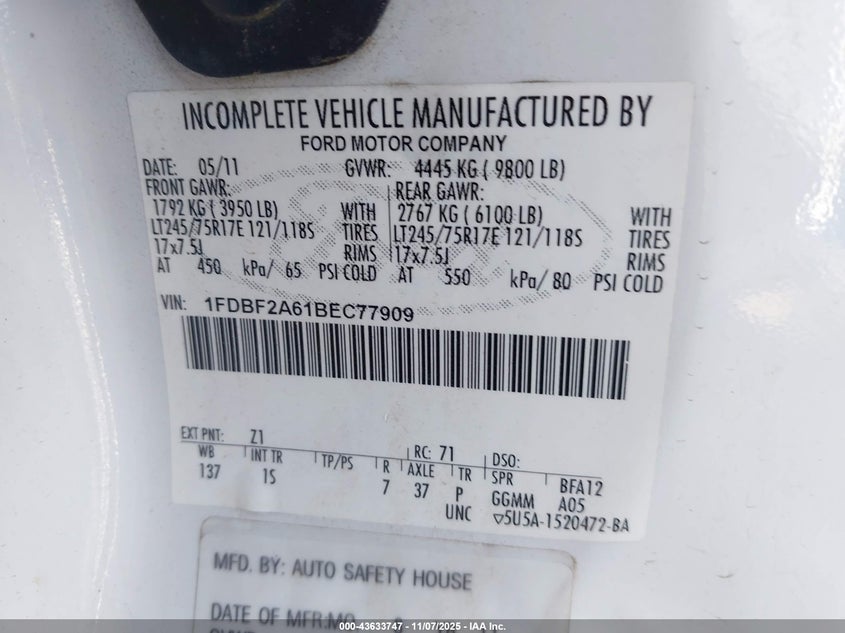 INCOMPLETE VEHICLE MANUFACTURED BY
FORD MOTOR COMPANY
DATE: 05/11 GVWR: 4445 KG ( 9800 LB)
FRONT GAWR: REAR GAWR:
1792 KG ( 3950 LB) WITH 2767 KG ( 6100 LB) WITH
LT245/75R17E 121/118S TIRES LT245/75R17E 121/118S TIRES
17x7.5J RIMS 17x7.5J RIMS
AT 450 kPa/ 65 PSI COLD AT 550 kPa/ 80 PSI COLD
VIN: 1FDBF2A61BEC77909
EXT PNT: Z1 RC: 71 DSO:
WB INT TR TP/PS R AXLE TR SPR BFA12
137 1S 7 37 P GGMM A05
UNC ▽5U5A-1520472-BA
MFD. BY: AUTO SAFETY HOUSE
DATE OF MFR:MO
000-43633747 - 11/07/2025 - IAA Inc.